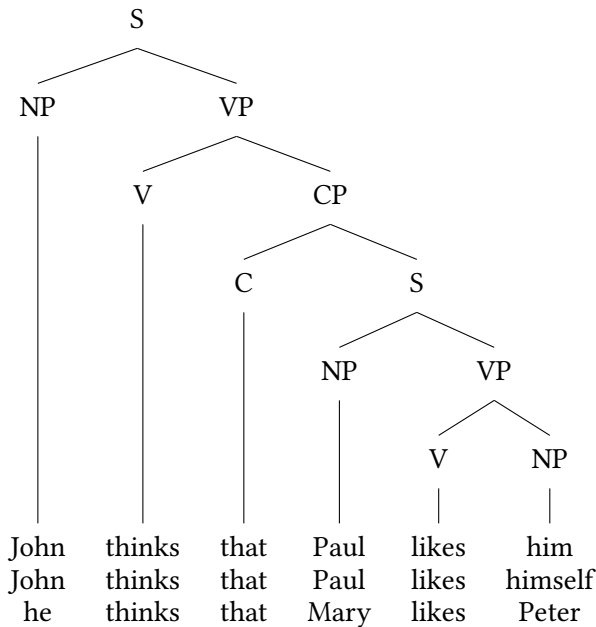 S
NP VP
V CP
C S
NP VP
V NP
John thinks that Paul likes him
John thinks that Paul likes himself
he thinks that Mary likes Peter